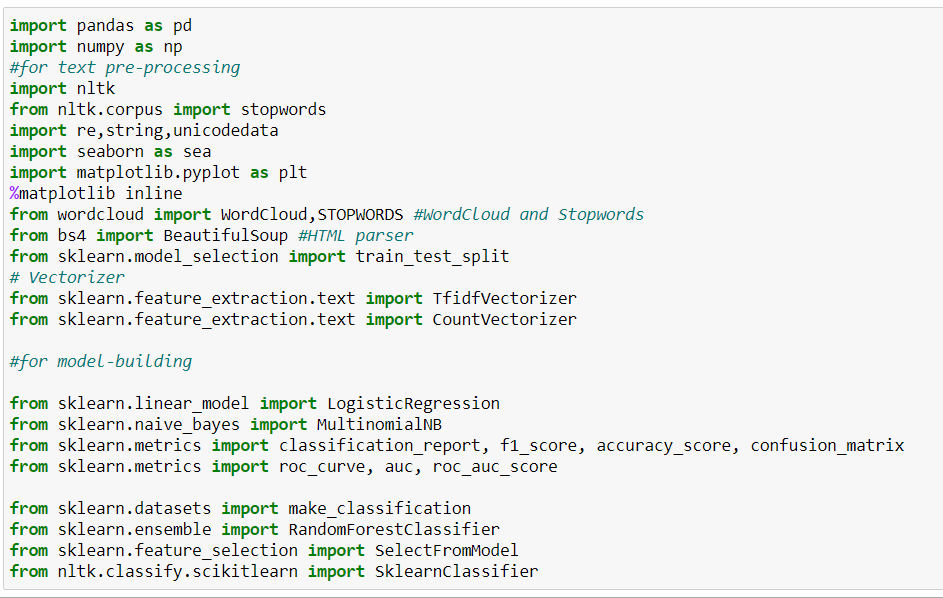 import pandas as pd
import numpy as np
#for text pre-processing
import nltk
from nltk.corpus import stopwords
import re,string,unicodedata
import seaborn as sea
import matplotlib.pyplot as plt
%matplotlib inline
from wordcloud import WordCloud,STOPWORDS #WordCloud and Stopwords
from bs4 import BeautifulSoup #HTML parser
from sklearn.model_selection import train_test_split
# Vectorizer
from sklearn.feature_extraction.text import TfidfVectorizer
from sklearn.feature_extraction.text import CountVectorizer
#for model-building
from sklearn.linear_model import LogisticRegression
from sklearn.naive_bayes import MultinomialNB
from sklearn.metrics import classification_report, f1_score, accuracy_score, confusion_matrix
from sklearn.metrics import roc_curve, auc, roc_auc_score
from sklearn.datasets import make_classification
from sklearn.ensemble import RandomForestClassifier
from sklearn.feature_selection import SelectFromModel
from nltk.classify.scikitlearn import SklearnClassifier